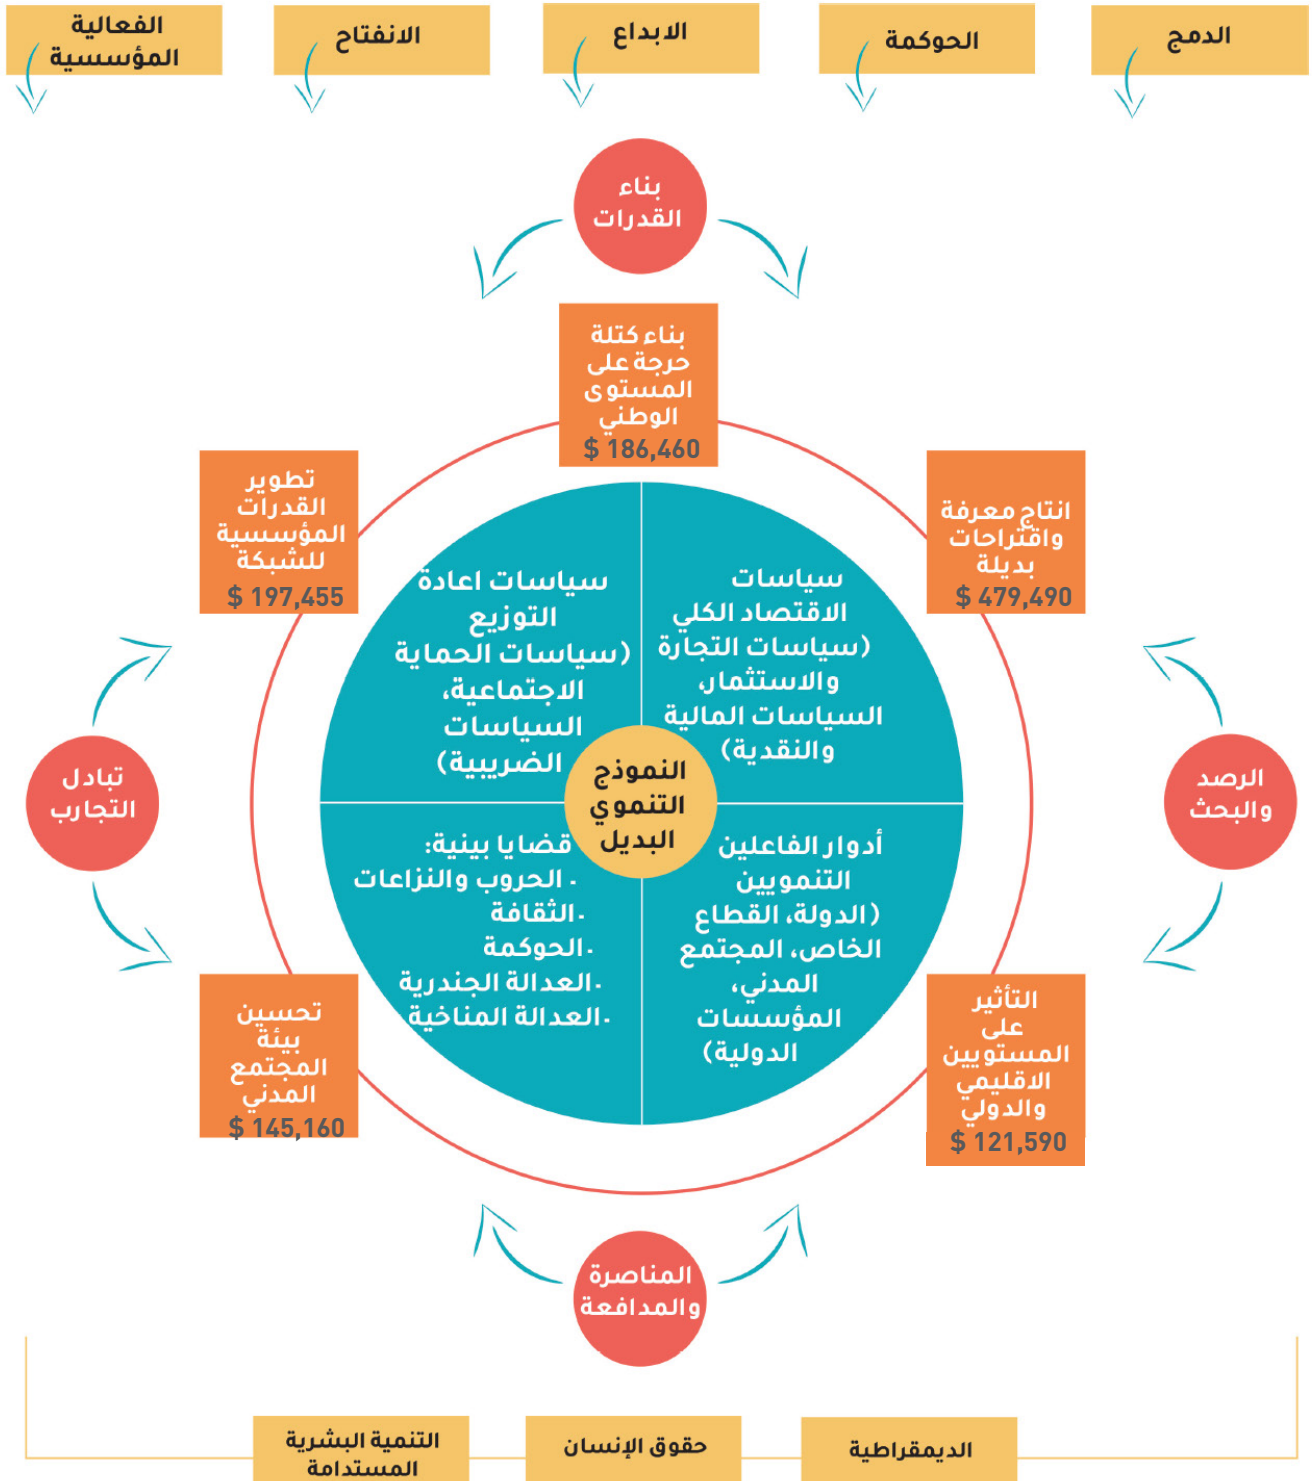 الدمج
الحوكمة
الابداع
الانفتاح
الفعالية
المؤسسية
بناء
القدرات
بناء كتلة
حرجة على
المستوى
الوطني
$ 186,460
انتاج معرفة
واقتراحات
بديلة
$ 479,490
تطوير
القدرات
المؤسسية
للشبكة
$ 197,455
سياسات
الاقتصاد الكلي
(سياسات التجارة
والاستثمار،
السياسات المالية
والنقدية)
سياسات اعادة
التوزيع
(سياسات الحماية
الاجتماعية،
السياسات
الضريبية)
النموذج
التنموي
البديل
الرصد
والبحث
تبادل
التجارب
أدوار الفاعلين
التنمويين
(الدولة، القطاع
الخاص، المجتمع
المدني،
المؤسسات
الدولية)
قضايا بينية:
- الحروب والنزاعات
-الثقافة
-الحوكمة
-العدالة الجندرية
-العدالة المناخية
التأثير
على
المستويين
الاقليمي
والدولي
$ 121,590
تحسين
بيئة
المجتمع
المدني
$ 145,160
المناصرة
والمدافعة
الديمقراطية
حقوق الإنسان
التنمية البشرية
المستدامة